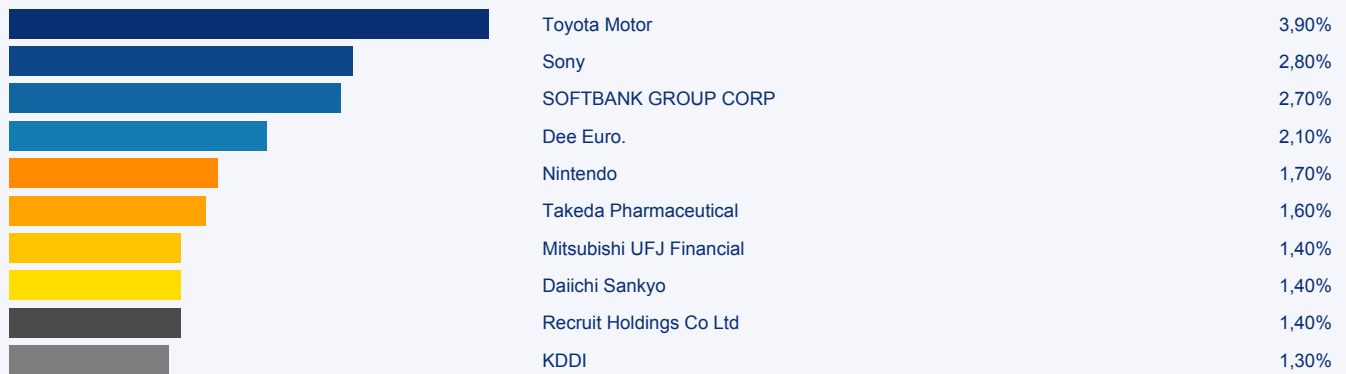 Toyota Motor 3,90%
Sony 2,80%
SOFTBANK GROUP CORP 2,70%
Dee Euro. 2,10%
Nintendo 1,70%
Takeda Pharmaceutical 1,60%
Mitsubishi UFJ Financial 1,40%
Daiichi Sankyo 1,40%
Recruit Holdings Co Ltd 1,40%
KDDI 1,30%